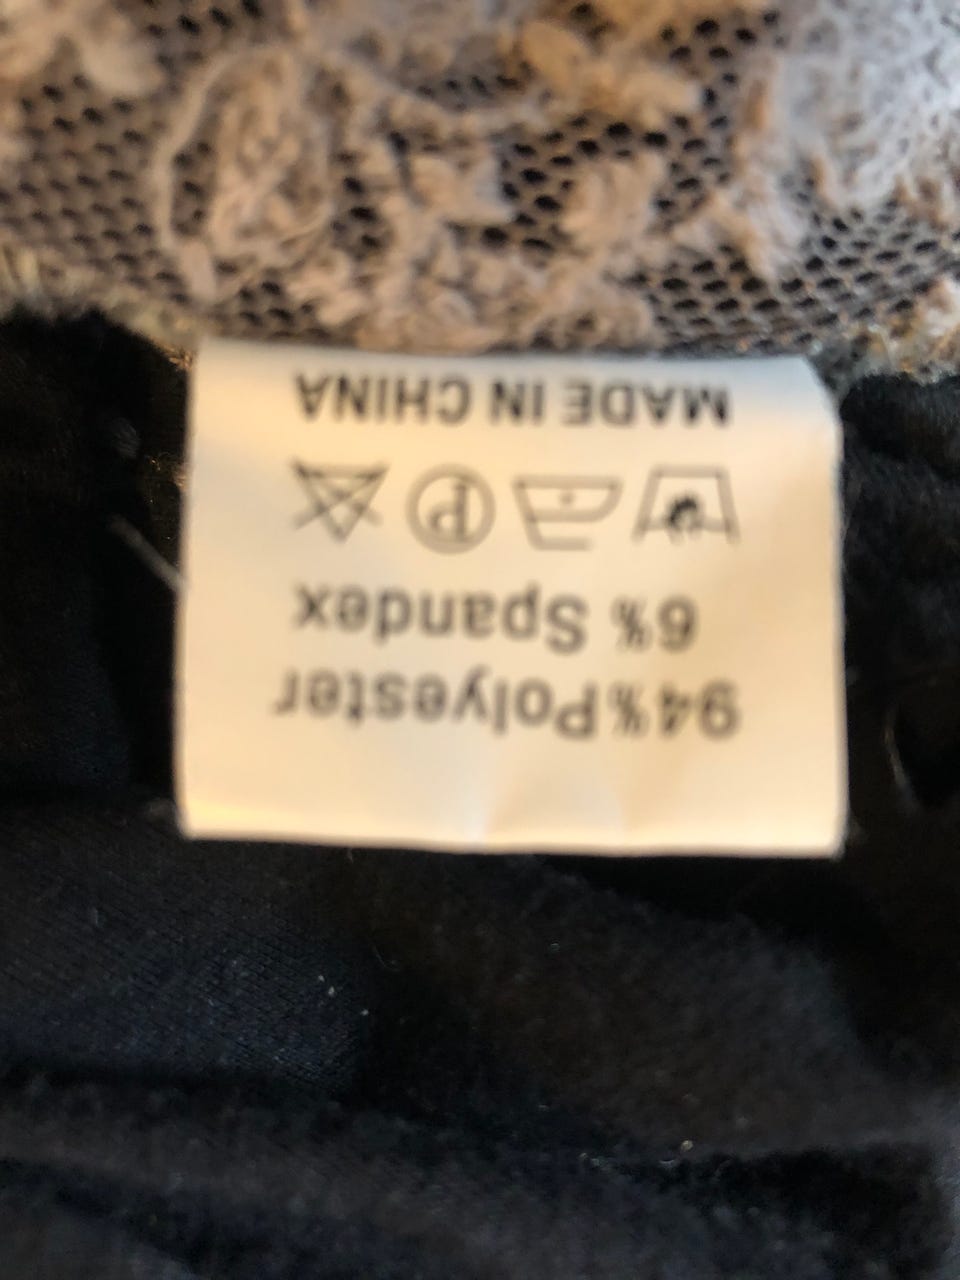 94%Polyester
6% Spandex
P
MADE IN CHINA